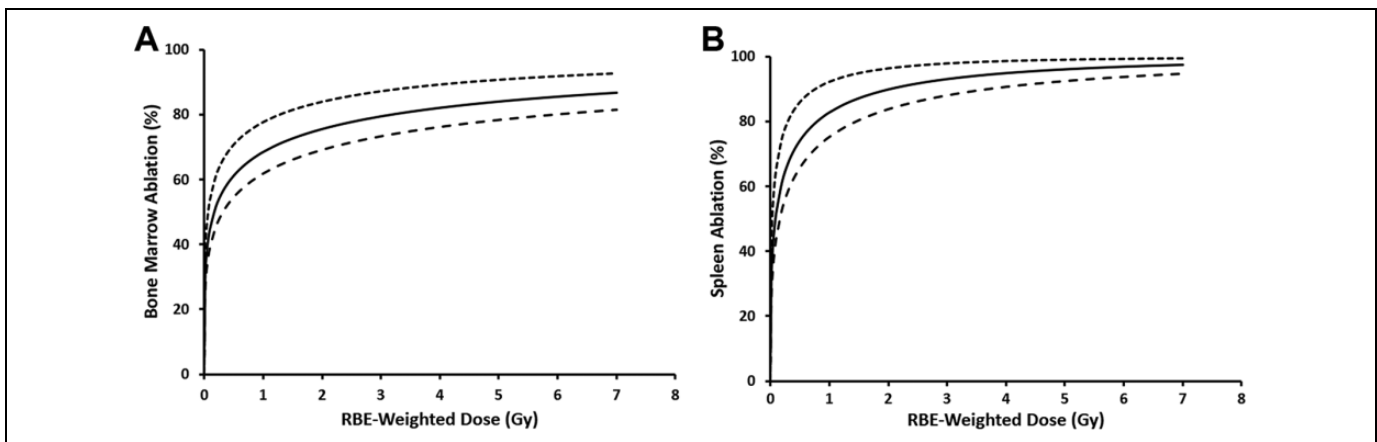 A
Bone Marrow Ablation (%)
100
80
60
40
20
0
0 1 2 3 4 5 6 7 8
RBE-Weighted Dose (Gy)
B
Spleen Ablation (%)
100
80
60
40
20
0
0 1 2 3 4 5 6 7 8
RBE-Weighted Dose (Gy)